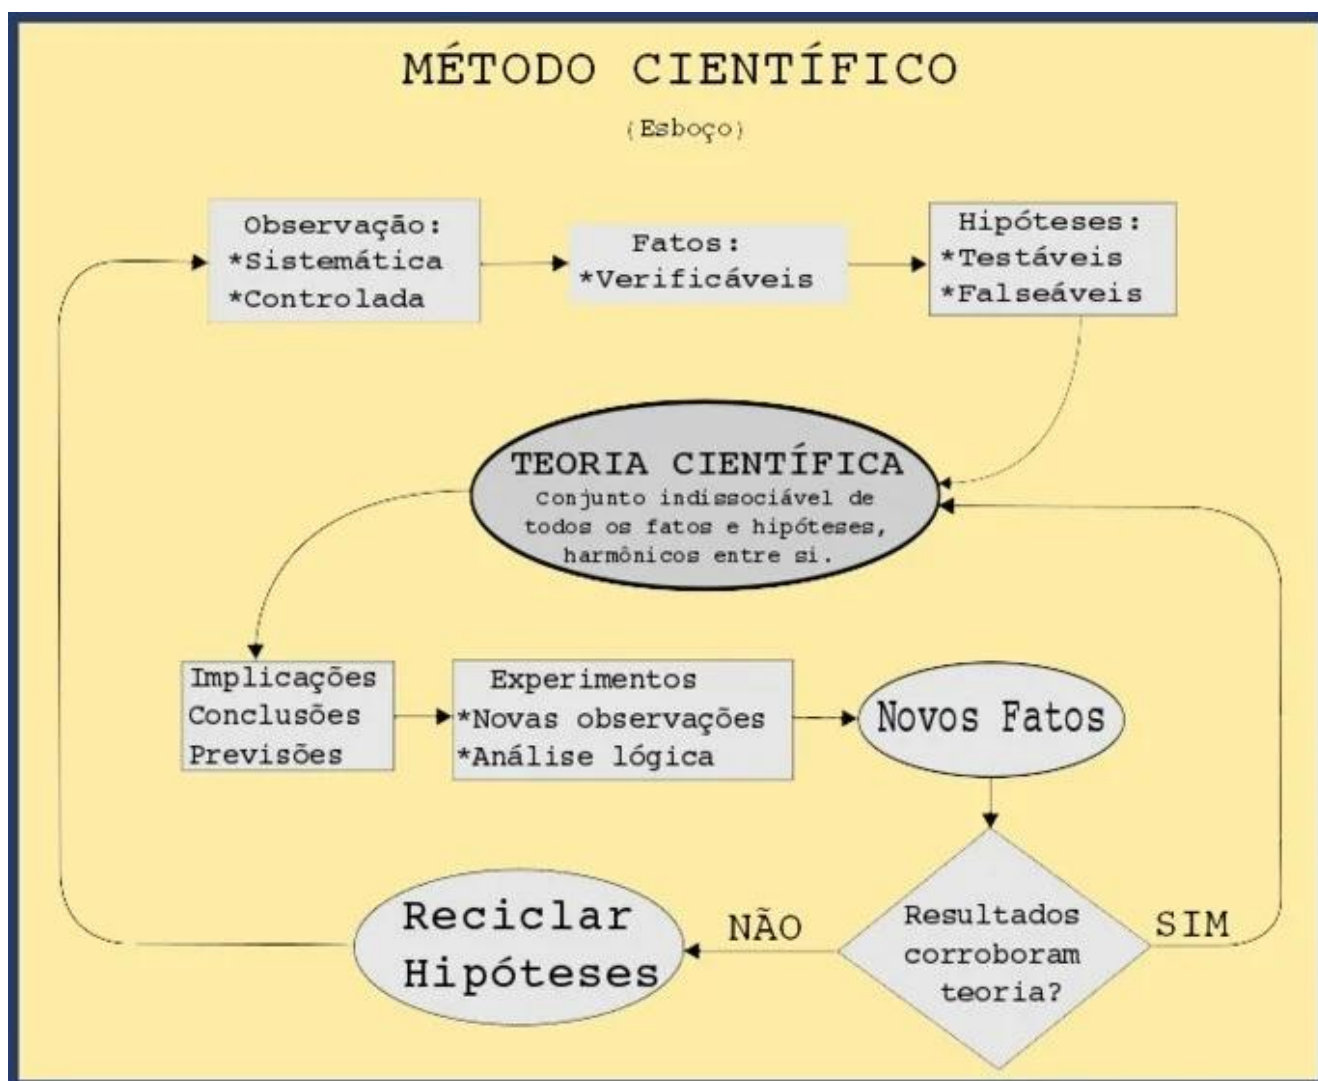 MÉTODO CIENTÍFICO
(Esboço)
Observação:
*Sistemática
*Controlada
Fatos:
*Verificáveis
Hipóteses:
*Testáveis
*Falseáveis
TEORIA CIENTÍFICA
Conjunto indissociável de
todos os fatos e hipóteses,
harmônicos entre si.
Implicações
Conclusões
Previsões
Experimentos
*Novas observações
*Análise lógica
Novos Fatos
Resultados
corroboram
teoria?
SIM
NÃO
Reciclar
Hipóteses